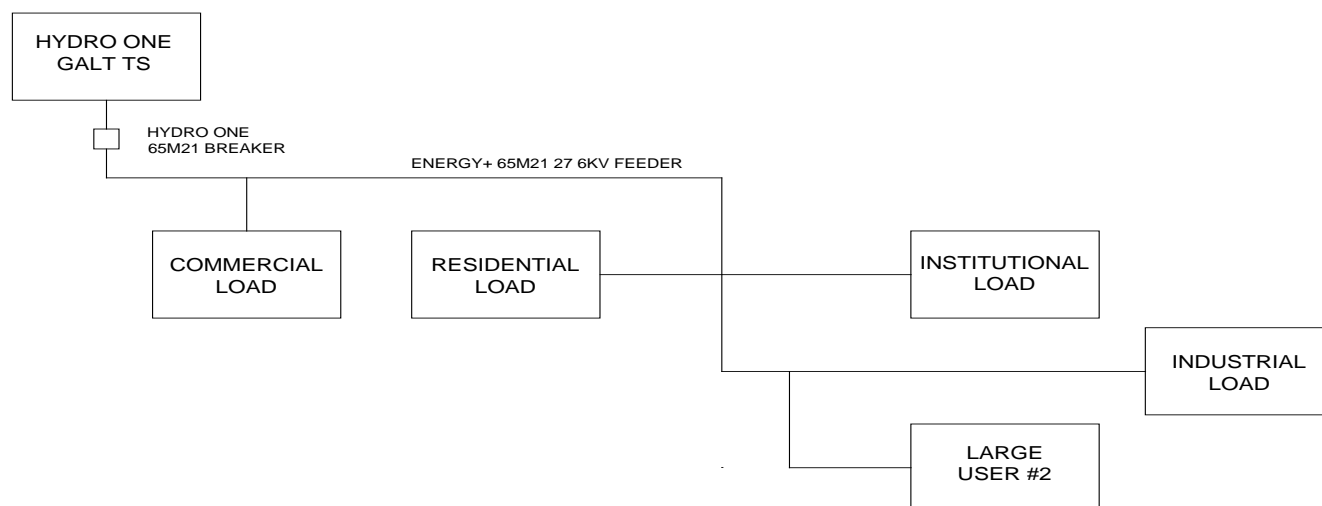 HYDRO ONE
GALT TS
HYDRO ONE
65M21 BREAKER
ENERGY+ 65M21 27 6KV FEEDER
COMMERCIAL
LOAD
RESIDENTIAL
LOAD
INSTITUTIONAL
LOAD
INDUSTRIAL
LOAD
LARGE
USER #2